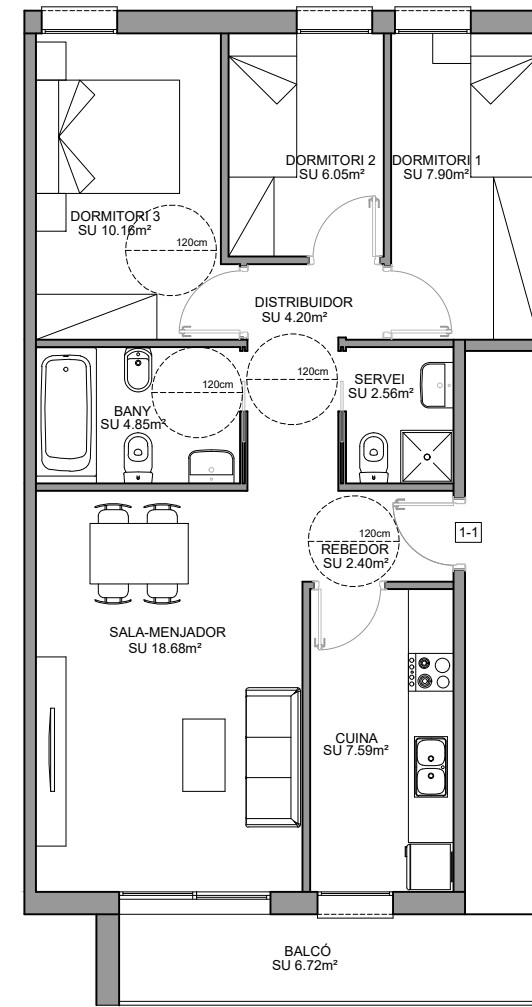 DORMITORI 2
SU 6.05m²
DORMITORI 1
SU 7.90m²
DORMITORI 3
SU 10.16m²
120cm
DISTRIBUIDOR
SU 4.20m²
120cm
120cm
SERVEI
SU 2.56m²
BANY
SU 4.85m²
120cm
REBEDOR
SU 2.40m²
1-1
SALA-MENJADOR
SU 18.68m²
CUINA
SU 7.59m²
BALCÓ
SU 6.72m²